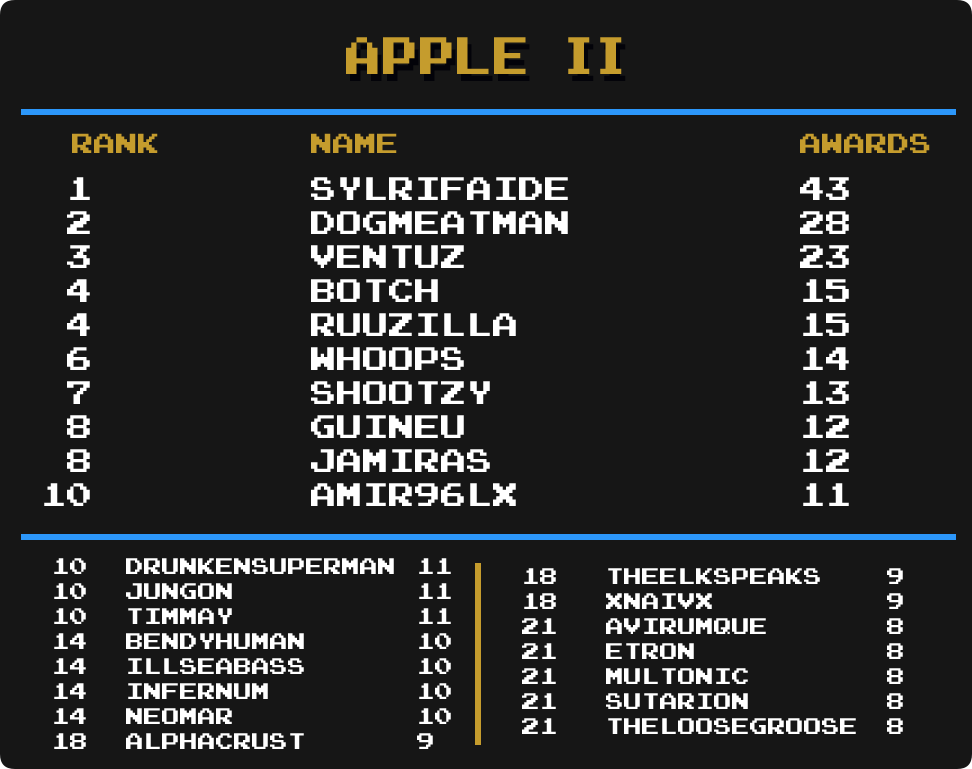 APPLE II
RANK NAME AWARDS
1 SYLRIFAIDE 43
2 DOGMEATMAN 28
3 VENTUZ 23
4 BOTCH 15
4 RUUZILLA 15
6 WHOOPS 14
7 SHOOTZY 13
8 GUINEU 12
8 JAMIRAS 12
10 AMIR96LX 11
10 DRUNKENSUPERMAN 11
10 JUNGON 11
10 TIMMAY 11
14 BENDYHUMAN 10
14 ILLSEABASS 10
14 INFERNUM 10
14 NEOMAR 10
18 ALPHACRUST 9
18 THEELKSPEAKS 9
18 XNAIVX 9
21 AVIRUMQUE 8
21 ETRON 8
21 MULTONIC 8
21 SUTARION 8
21 THELOOSEGROOSE 8